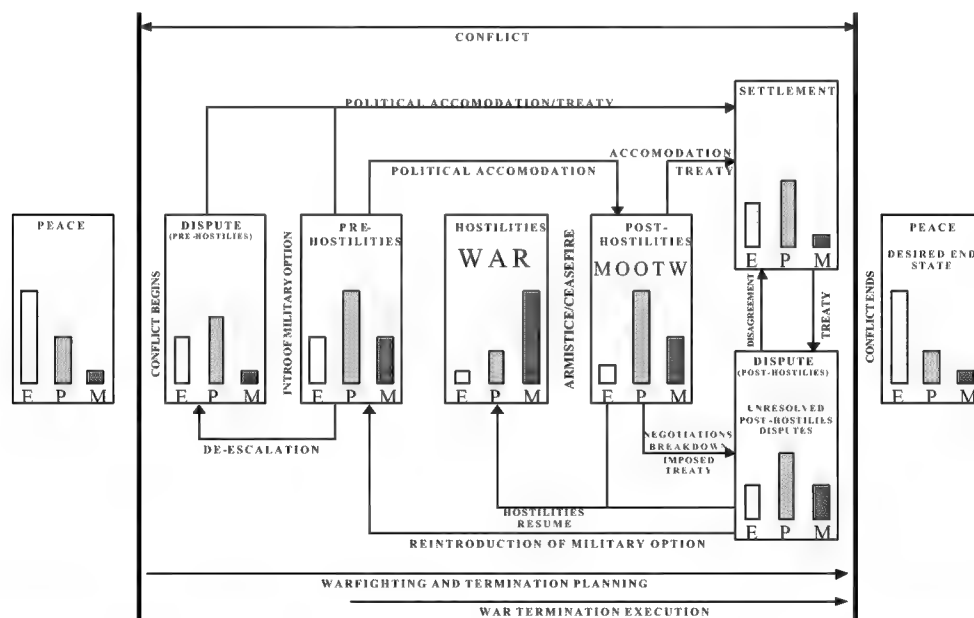 CONFLICT
POLITICAL ACCOMODATION/TREATY
SETTLEMENT
E P M
ACCOMODATION
TREATY
POLITICAL ACCOMODATION
PEACE
E P M
CONFLICT BEGINS
DISPUTE
(PRE-HOSTILIES)
E P M
INTRO OF MILITARY OPTION
PRE-
HOSTILITIES
E P M
HOSTILITIES
WAR
E P M
ARMISTICE/CEASEFIRE
POST-
HOSTILITIES
MOOTW
E P M
DISAGREEMENT
TREATY
CONFLICT ENDS
PEACE
DESIRED END
STATE
E P M
DISPUTE
(POST-HOSTILIES)
UNRESOLVED
POST-HOSTILIES
DISPUTES
E P M
DE-ESCALATION
NEGOTIATIONS
BREAKDOWN
IMPOSED
TREATY
HOSTILITIES
RESUME
REINTRODUCTION OF MILITARY OPTION
WARFIGHTING AND TERMINATION PLANNING
WAR TERMINATION EXECUTION